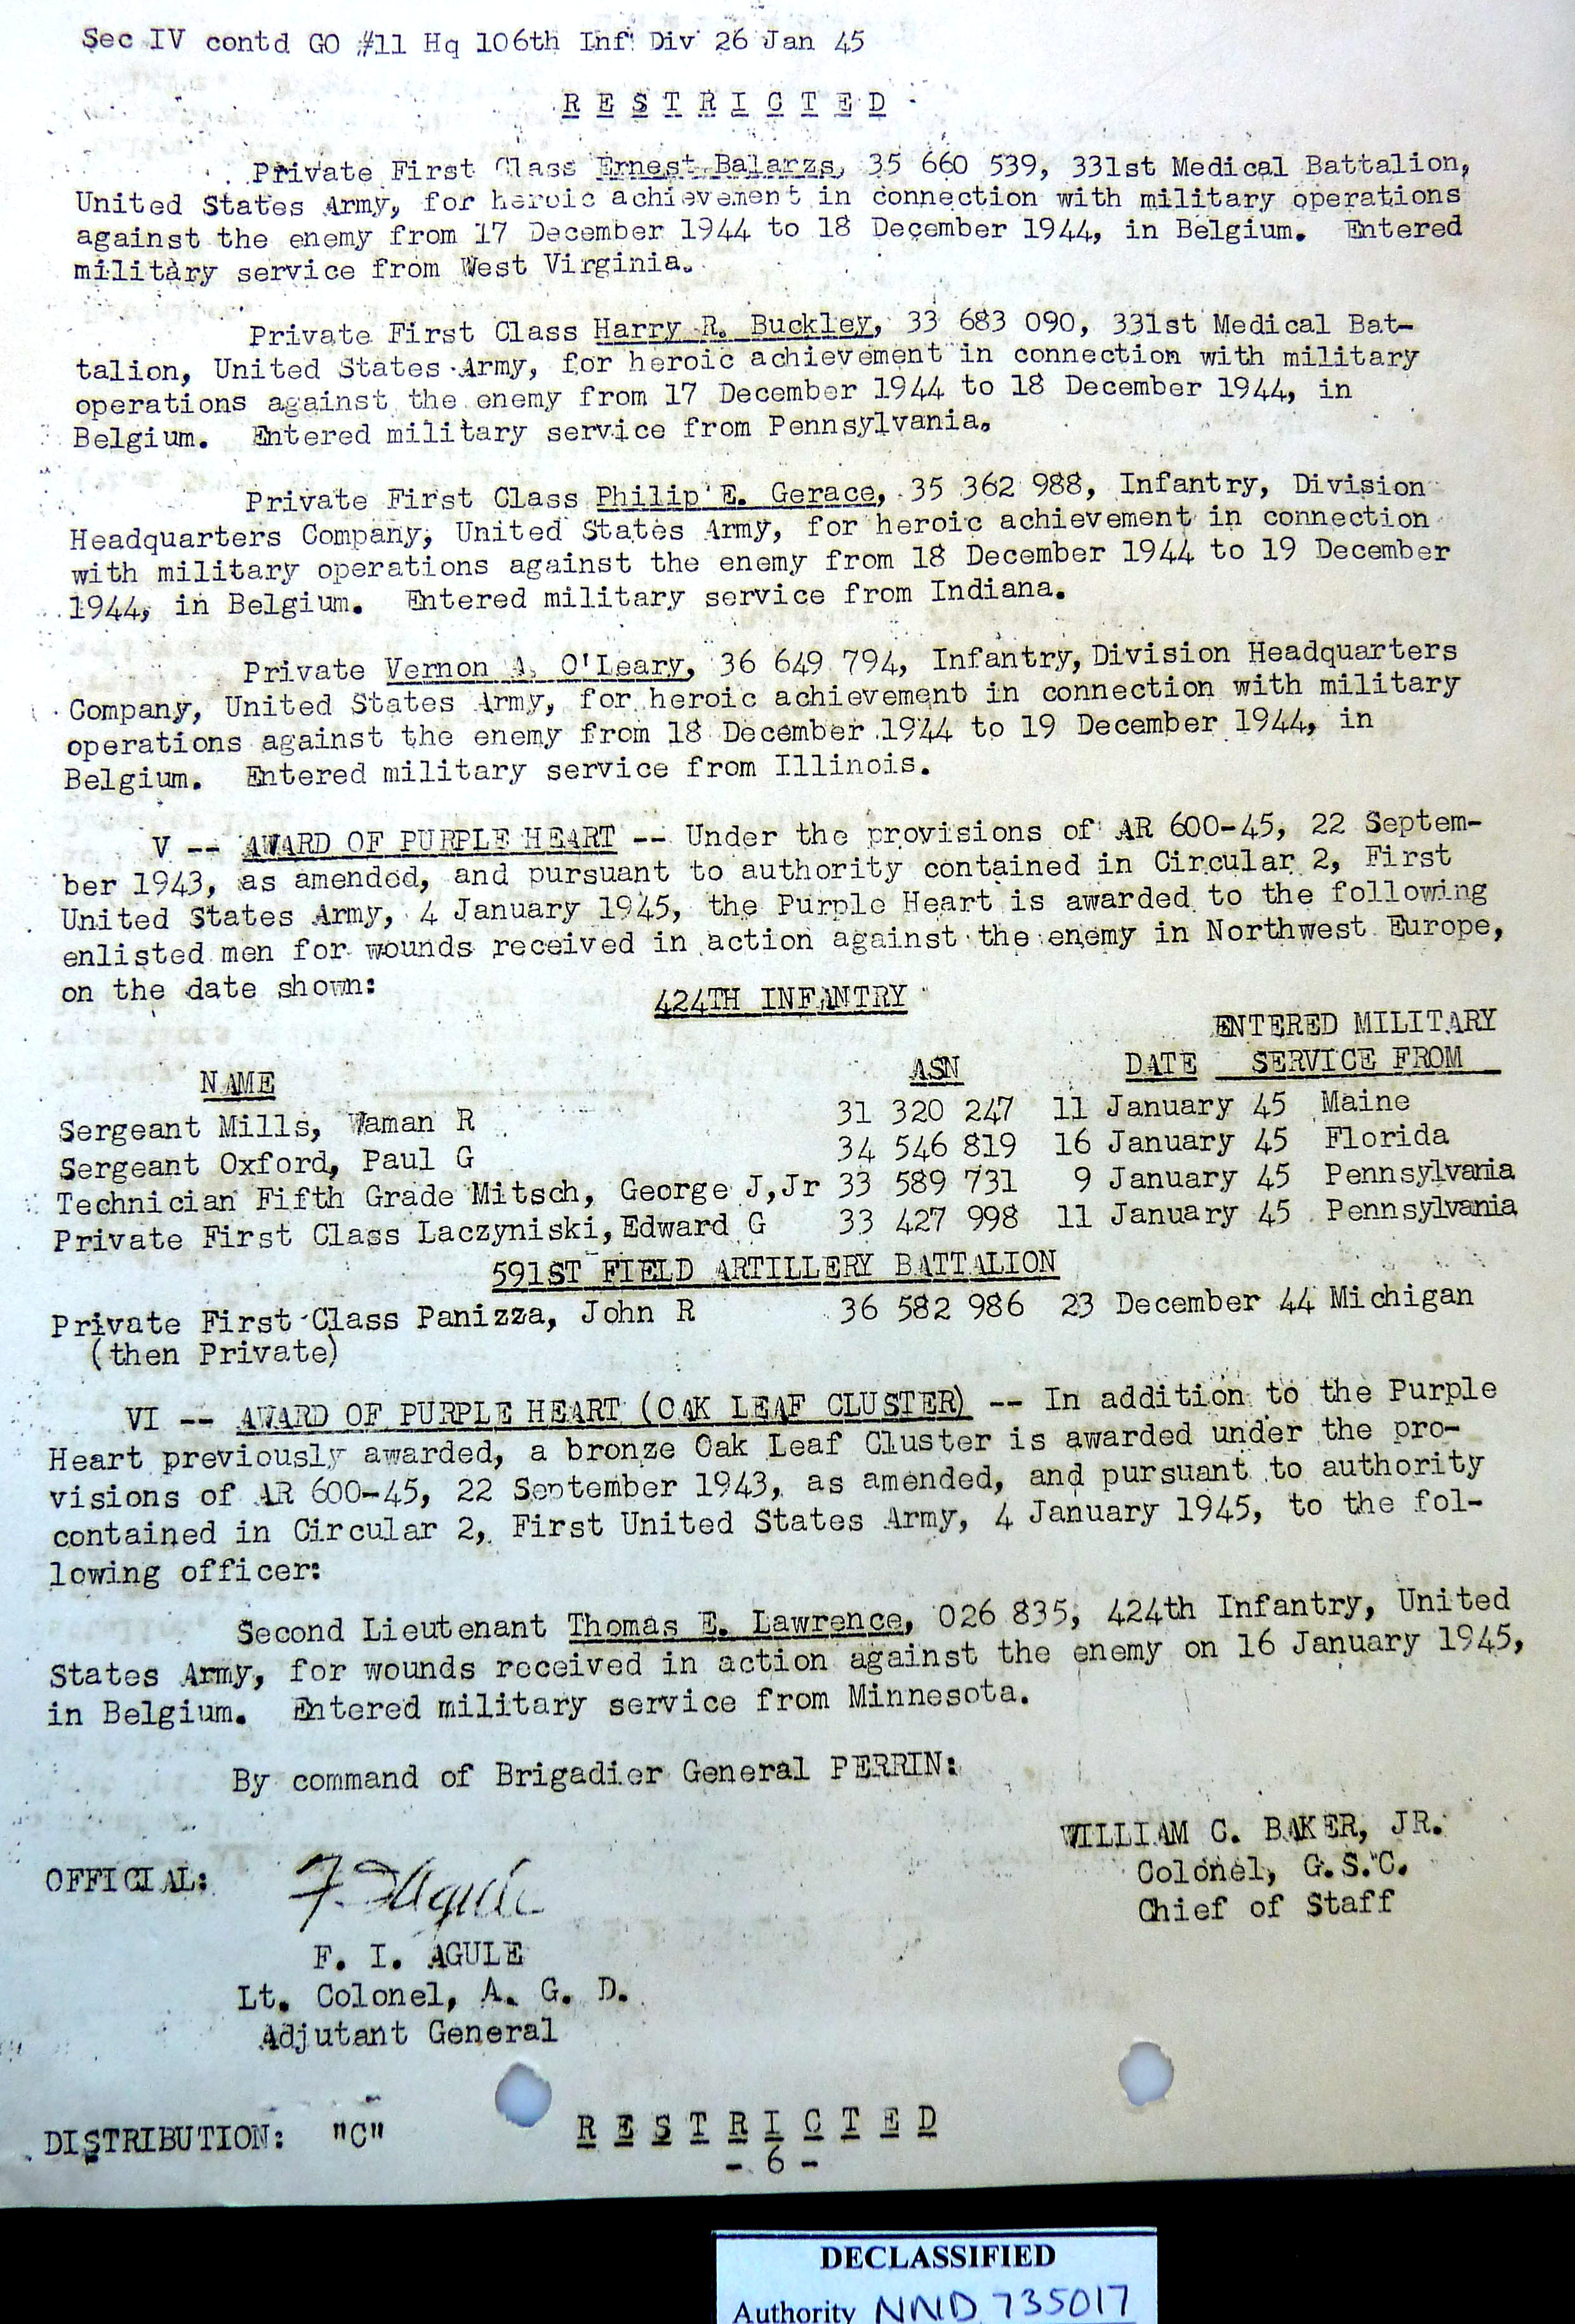 Sec IV contd GO #11 Hq 106th Inf Div 26 Jan 45
R E S T R I C T E D
Private First Class Ernest Balarzs, 35 660 539, 331st Medical Battalion,
United States Army, for heroic achievement in connection with military operations
against the enemy from 17 December 1944 to 18 December 1944, in Belgium. Entered
military service from West Virginia.
Private First Class Harry R. Buckley, 33 683 090, 331st Medical Bat-
talion, United States Army, for heroic achievement in connection with military
operations against the enemy from 17 December 1944 to 18 December 1944, in
Belgium. Entered military service from Pennsylvania.
Private First Class Philip E. Gerace, 35 362 988, Infantry, Division
Headquarters Company, United States Army, for heroic achievement in connection
with military operations against the enemy from 18 December 1944 to 19 December
1944, in Belgium. Entered military service from Indiana.
Private Vernon A. O'Leary, 36 649 794, Infantry, Division Headquarters
Company, United States Army, for heroic achievement in connection with military
operations against the enemy from 18 December 1944 to 19 December 1944, in
Belgium. Entered military service from Illinois.
V -- AWARD OF PURPLE HEART -- Under the provisions of AR 600-45, 22 Septem-
ber 1943, as amended, and pursuant to authority contained in Circular 2, First
United States Army, 4 January 1945, the Purple Heart is awarded to the following
enlisted men for wounds received in action against the enemy in Northwest Europe,
on the date shown:
424TH INFANTRY
ENTERED MILITARY
NAME ASN DATE SERVICE FROM
Sergeant Mills, Waman R 31 320 247 11 January 45 Maine
Sergeant Oxford, Paul G 34 546 819 16 January 45 Florida
Technician Fifth Grade Mitsch, George J,Jr 33 589 731 9 January 45 Pennsylvania
Private First Class Laczyniski, Edward G 33 427 998 11 January 45 Pennsylvania
591ST FIELD ARTILLERY BATTALION
Private First Class Panizza, John R 36 582 986 23 December 44 Michigan
(then Private)
VI -- AWARD OF PURPLE HEART (OAK LEAF CLUSTER) -- In addition to the Purple
Heart previously awarded, a bronze Oak Leaf Cluster is awarded under the pro-
visions of AR 600-45, 22 September 1943, as amended, and pursuant to authority
contained in Circular 2, First United States Army, 4 January 1945, to the fol-
lowing officer:
Second Lieutenant Thomas E. Lawrence, 026 835, 424th Infantry, United
States Army, for wounds received in action against the enemy on 16 January 1945,
in Belgium. Entered military service from Minnesota.
By command of Brigadier General PERRIN:
WILLIAM C. BAKER, JR.
Colonel, G.S.C.
Chief of Staff
OFFICIAL: F. I. Agule
F. I. AGULE
Lt. Colonel, A. G. D.
Adjutant General
DISTRIBUTION: "C"
R E S T R I C T E D
- 6 -
DECLASSIFIED
Authority NND 735017